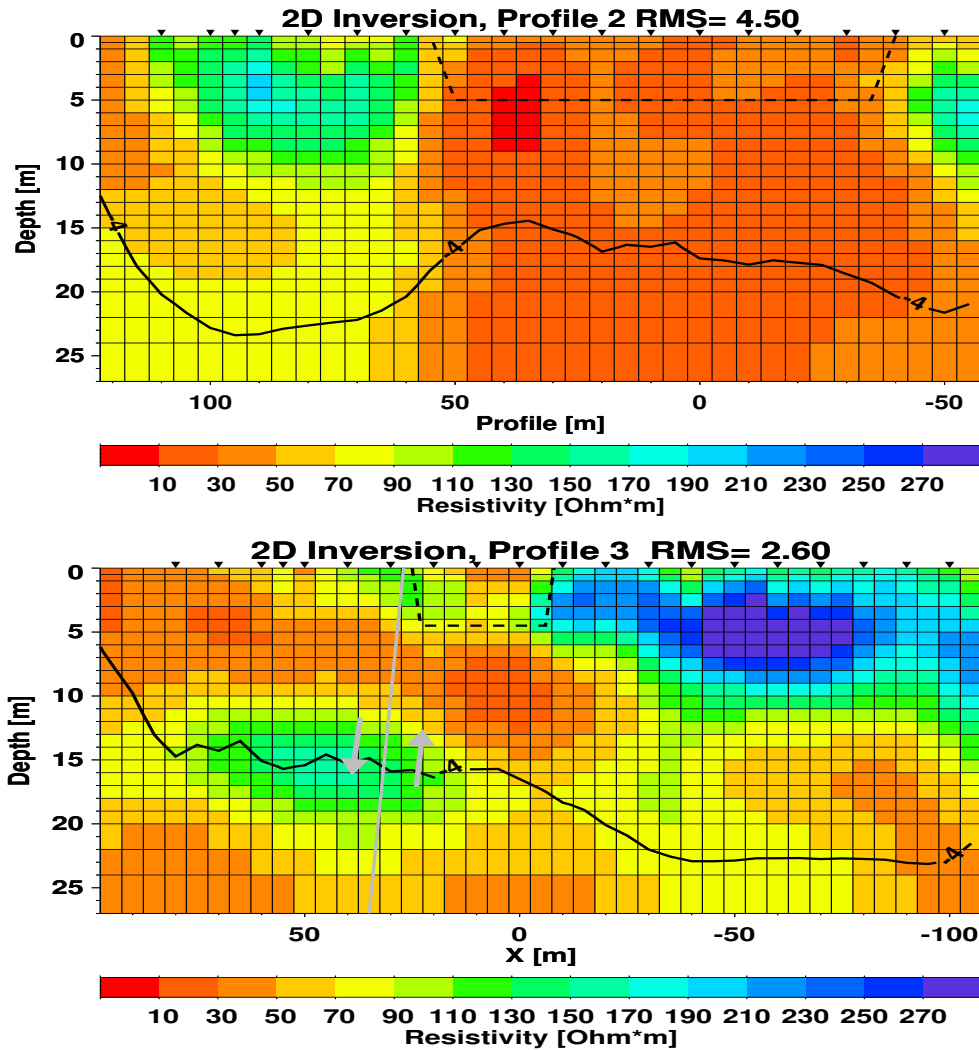 2D Inversion, Profile 2 RMS= 4.50
0
5
10
15
20
25
Depth [m]
4
4
-4
100 50 0 -50
Profile [m]
10 30 50 70 90 110 130 150 170 190 210 230 250 270
Resistivity [Ohm*m]
2D Inversion, Profile 3 RMS= 2.60
0
5
10
15
20
25
Depth [m]
-4
-4
50 0 -50 -100
X [m]
10 30 50 70 90 110 130 150 170 190 210 230 250 270
Resistivity [Ohm*m]